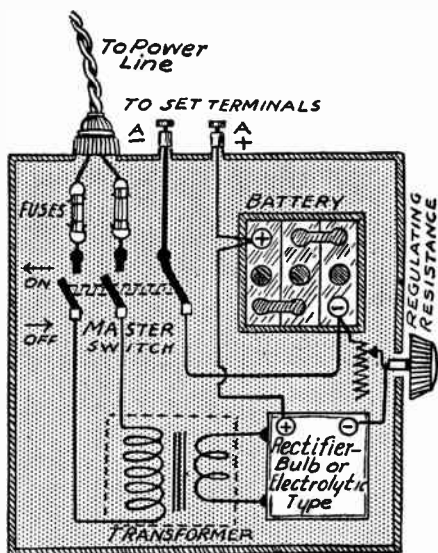 To Power
Line
TO SET TERMINALS
A
−
A
+
BATTERY
FUSES
+
−
REGULATING
RESISTANCE
ON
OFF
MASTER
SWITCH
+
−
Rectifier-
Bulb or
Electrolytic
Type
TRANSFORMER